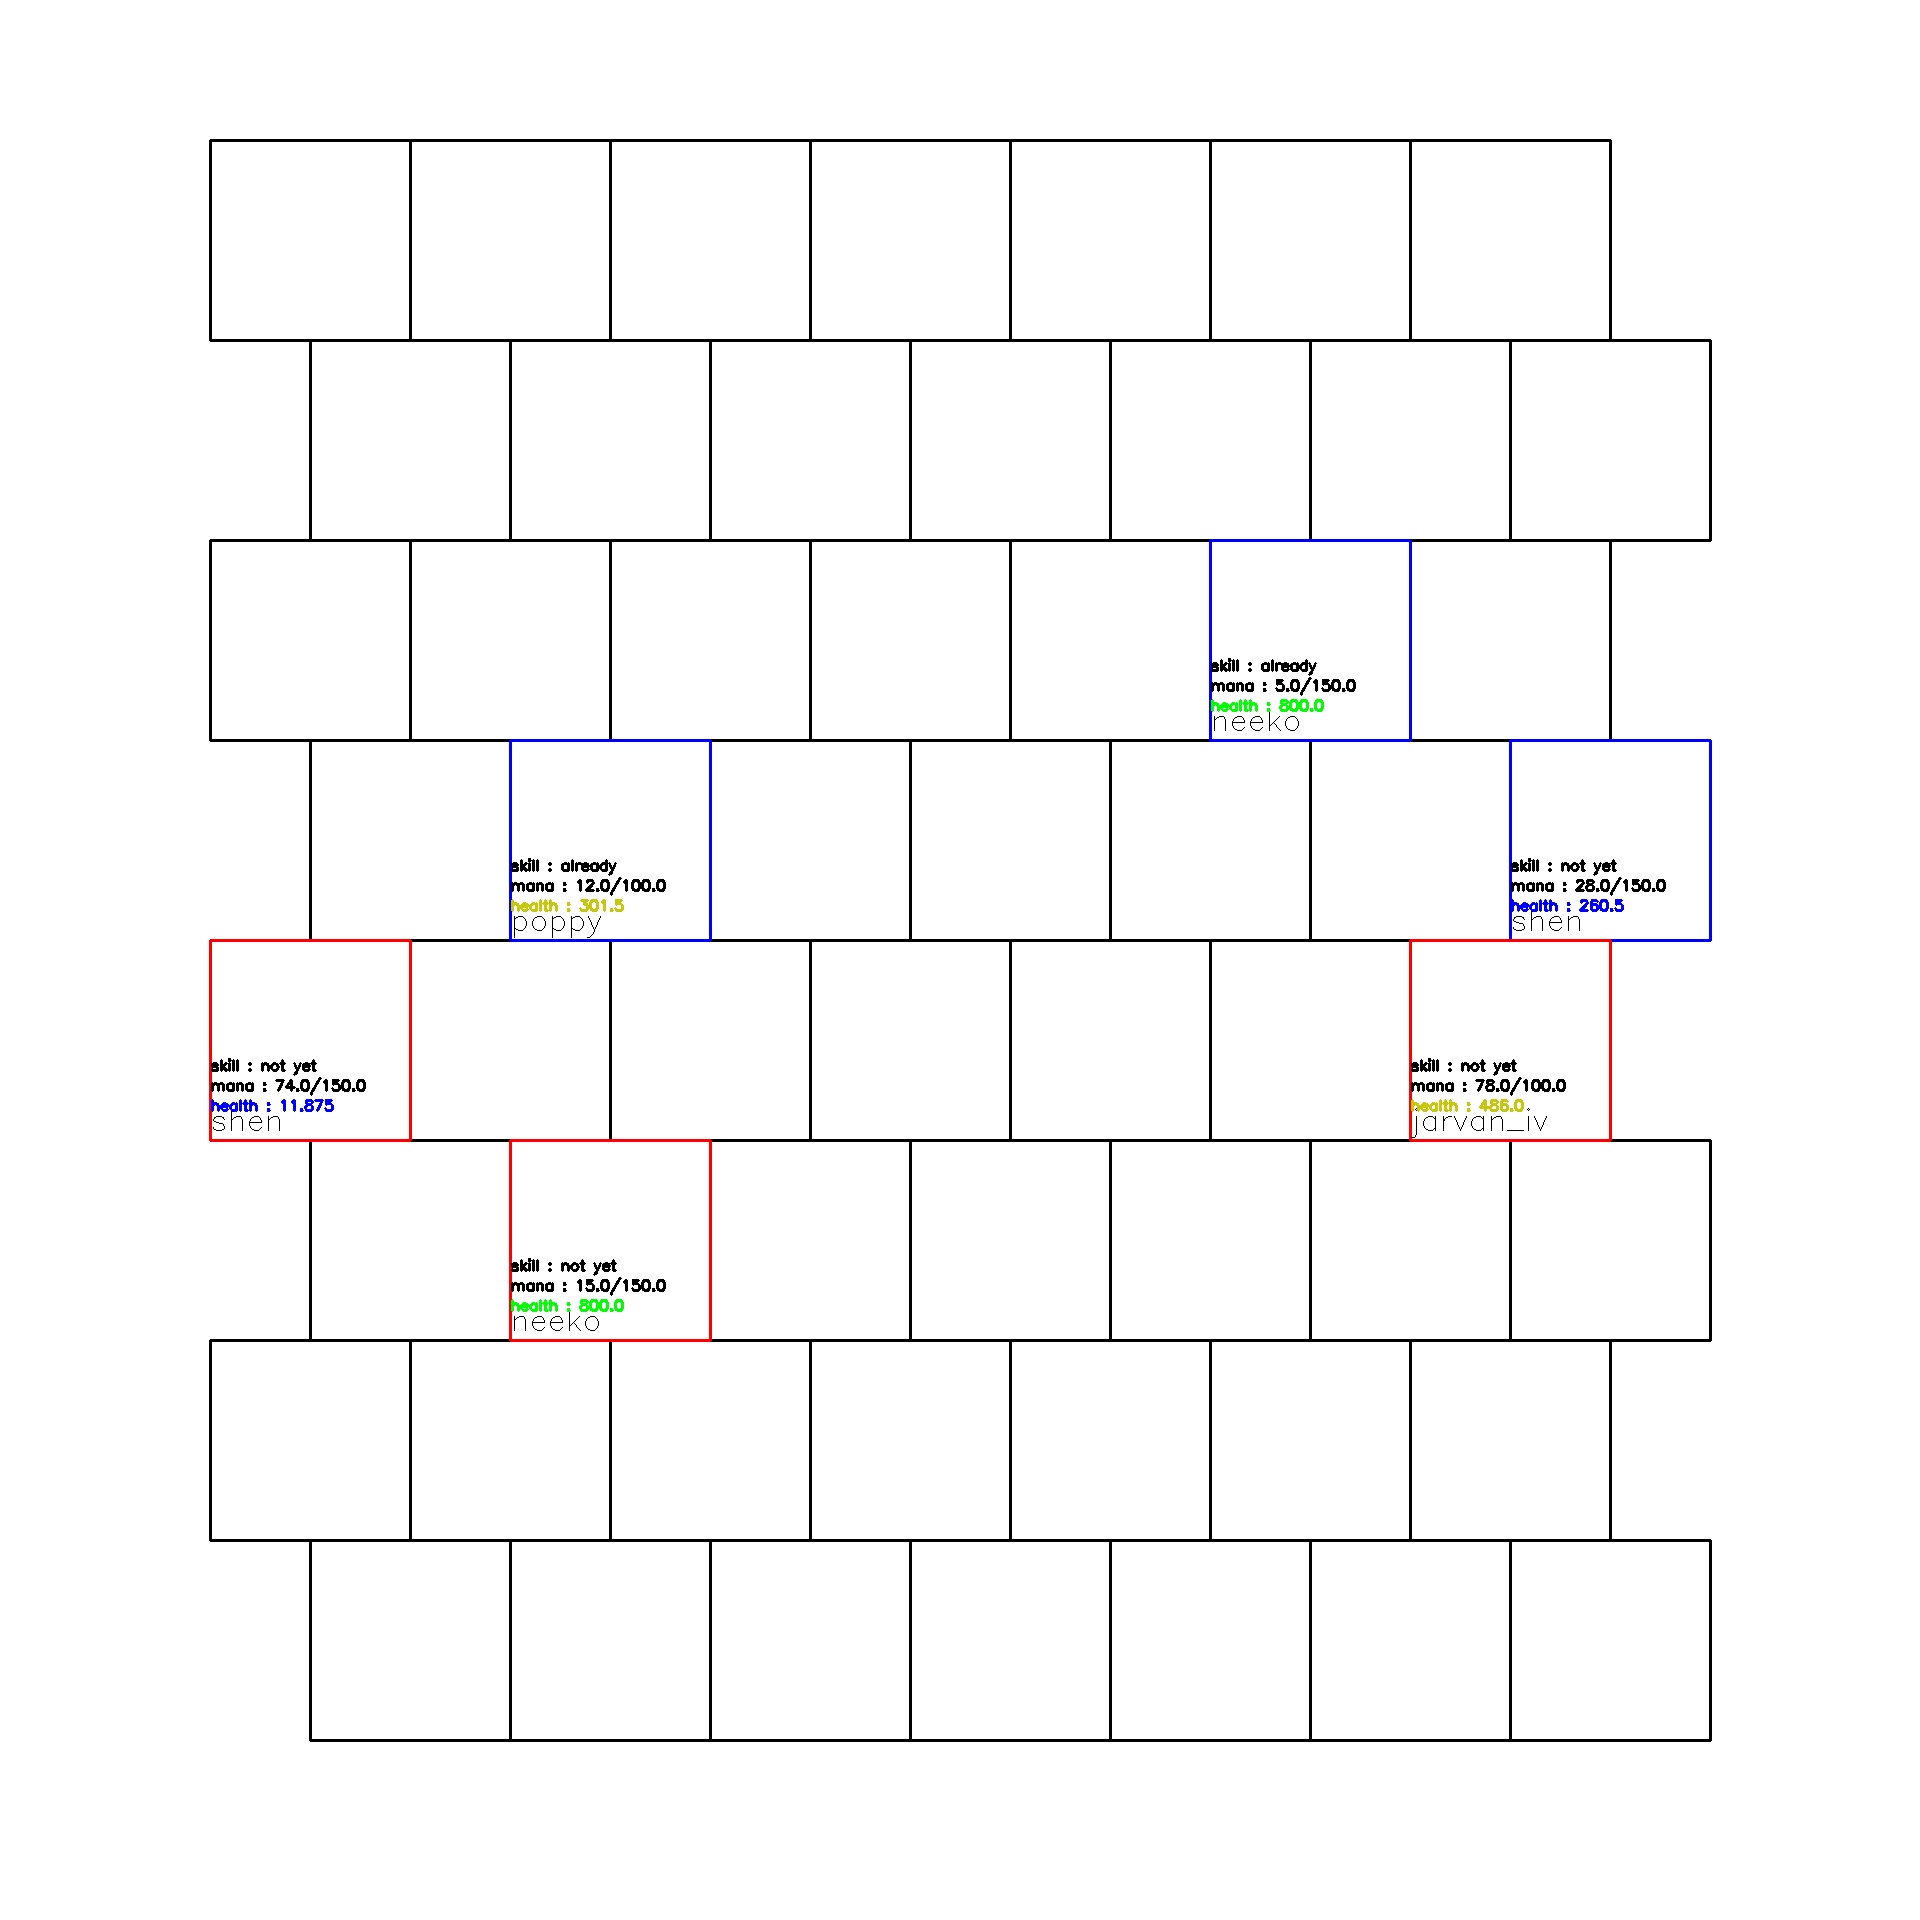 skill : already
mana : 5.0/150.0
health : 800.0
neeko
skill : already
mana : 12.0/100.0
health : 301.5
poppy
skill : not yet
mana : 28.0/150.0
health : 260.5
shen
skill : not yet
mana : 74.0/150.0
health : 11.875
shen
skill : not yet
mana : 78.0/100.0
health : 486.0
jarvan_iv
skill : not yet
mana : 15.0/150.0
health : 800.0
neeko